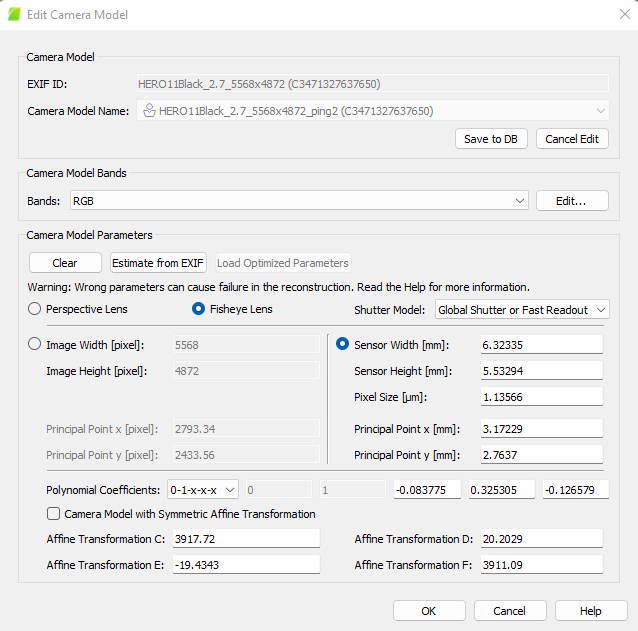 Edit Camera Model
Camera Model
EXIF ID: HERO11Black_2.7_5568x4872 (C3471327637650)
Camera Model Name: HERO11Black_2.7_5568x4872_ping2 (C3471327637650)
Save to DB Cancel Edit
Camera Model Bands
Bands: RGB Edit...
Camera Model Parameters
Clear Estimate from EXIF Load Optimized Parameters
Warning: Wrong parameters can cause failure in the reconstruction. Read the Help for more information.
Perspective Lens Fisheye Lens Shutter Model: Global Shutter or Fast Readout
Image Width [pixel]: 5568 Sensor Width [mm]: 6.32335
Image Height [pixel]: 4872 Sensor Height [mm]: 5.53294
Pixel Size [µm]: 1.13566
Principal Point x [pixel]: 2793.34 Principal Point x [mm]: 3.17229
Principal Point y [pixel]: 2433.56 Principal Point y [mm]: 2.7637
Polynomial Coefficients: 0-1-x-x-x 0 1 -0.083775 0.325305 -0.126579
Camera Model with Symmetric Affine Transformation
Affine Transformation C: 3917.72 Affine Transformation D: 20.2029
Affine Transformation E: -19.4343 Affine Transformation F: 3911.09
OK Cancel Help